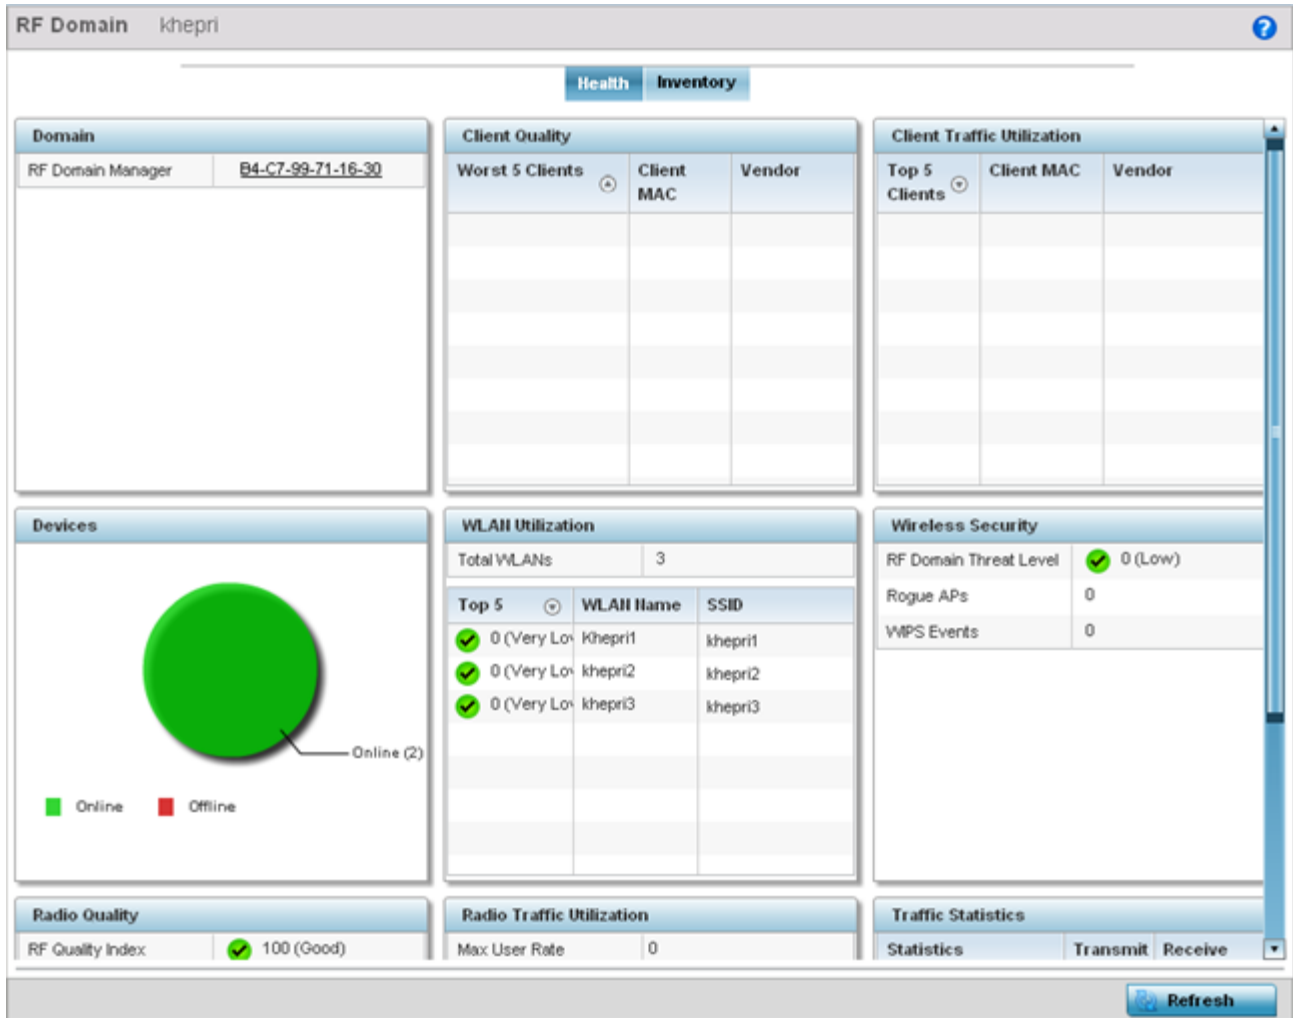 RF Domain khepri
Health Inventory
Domain
RF Domain Manager B4-C7-99-71-16-30
Client Quality
Worst 5 Clients Client MAC Vendor
Client Traffic Utilization
Top 5 Clients Client MAC Vendor
Devices
Online (2)
Online Offline
WLAN Utilization
Total WLANs 3
Top 5 WLAN Name SSID
0 (Very Lo Khepri1 khepri1
0 (Very Lo khepri2 khepri2
0 (Very Lo khepri3 khepri3
Wireless Security
RF Domain Threat Level 0 (Low)
Rogue APs 0
WIPS Events 0
Radio Quality
RF Quality Index 100 (Good)
Radio Traffic Utilization
Max User Rate 0
Traffic Statistics
Statistics Transmit Receive
Refresh